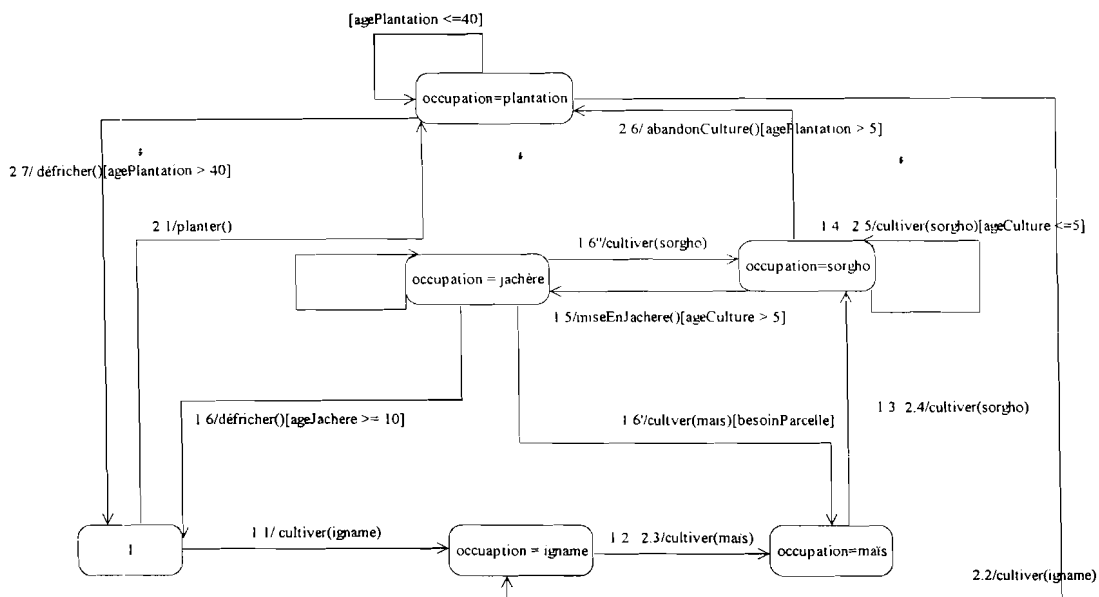 [agePlantation <=40]
occupation=plantation
2 6/ abandonCulture()[agePlantation > 5]
2 7/ défricher()[agePlantation > 40]
2 1/planter()
1 4 2 5/cultiver(sorgho)[ageCulture <=5]
1 6"/cultiver(sorgho)
occupation = jachère
occupation=sorgho
1 5/miseEnJachere()[ageCulture > 5]
1 3 2.4/cultiver(sorgho)
1 6/défricher()[ageJachere >= 10]
1 6'/cultver(mais)[besoinParcelle]
1
1 1/ cultiver(igname)
occuaption = igname
1 2 2.3/cultiver(maïs)
occupation=maïs
2.2/cultiver(igname)